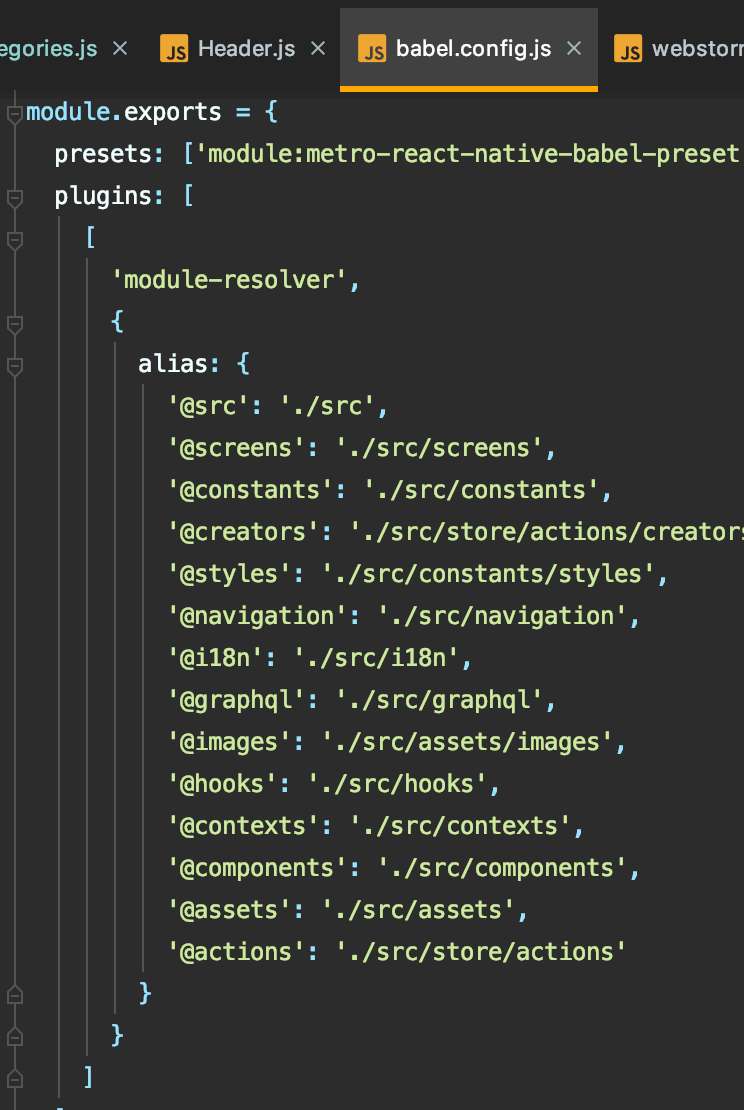 egories.js × JS Header.js × JS babel.config.js × JS webstor
module.exports = {
presets: ['module:metro-react-native-babel-preset
plugins: [
[
'module-resolver',
{
alias: {
'@src': './src',
'@screens': './src/screens',
'@constants': './src/constants',
'@creators': './src/store/actions/creators
'@styles': './src/constants/styles',
'@navigation': './src/navigation',
'@i18n': './src/i18n',
'@graphql': './src/graphql',
'@images': './src/assets/images',
'@hooks': './src/hooks',
'@contexts': './src/contexts',
'@components': './src/components',
'@assets': './src/assets',
'@actions': './src/store/actions'
}
}
]